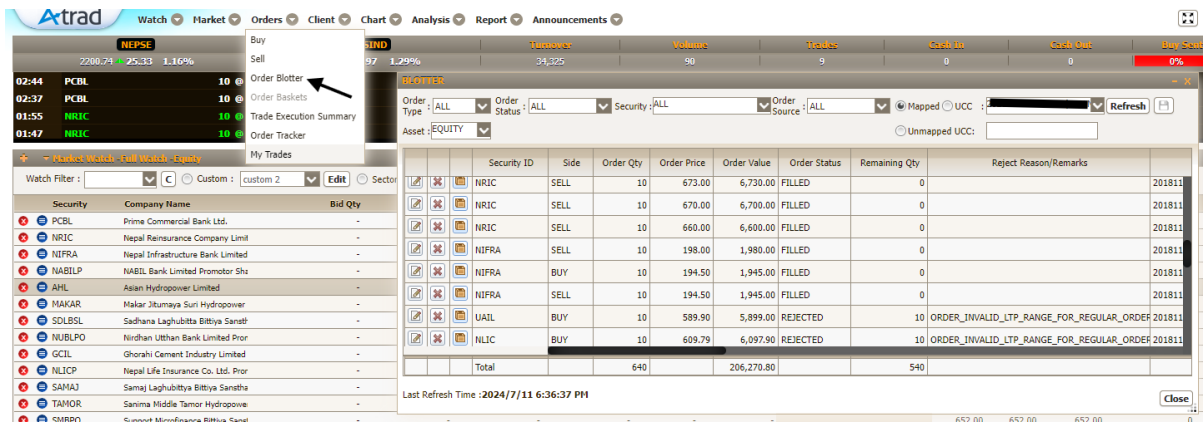 Atrad Watch Market Orders Client Chart Analysis Report Announcements
NEPSE SIND Turnover Volume Trades Cash In Cash Out Buy Sent
2200.74 25.33 1.16% 97 1.29% 34,325 90 9 0 0 0%
Buy
Sell
Order Blotter
Order Baskets
Trade Execution Summary
Order Tracker
My Trades
02:44 PCBL 10 @
02:37 PCBL 10 @
01:55 NRIC 10 @
01:47 NRIC 10 @
Market Watch -Full Watch -Equity
Watch Filter : C Custom : custom 2 Edit Sector
Security Company Name Bid Qty
PCBL Prime Commercial Bank Ltd. -
NRIC Nepal Reinsurance Company Limit -
NIFRA Nepal Infrastructure Bank Limited -
NABILP NABIL Bank Limited Promotor Sha -
AHL Asian Hydropower Limited -
MAKAR Makar Jitumaya Suri Hydropower -
SDLBSL Sadhana Laghubitta Bittiya Sansth -
NUBLPO Nirdhan Utthan Bank Limited Pror -
GCIL Ghorahi Cement Industry Limited -
NLICP Nepal Life Insurance Co. Ltd. Pror -
SAMAJ Samaj Laghubittya Bittiya Sanstha -
TAMOR Sanima Middle Tamor Hydropowe -
SMBPO Support Microfinance Bittiya Sanst - - - - - 652.00 652.00 652.00 0
BLOTTER
Order Type : ALL Order Status : ALL Security : ALL Order Source : ALL Mapped UCC : Refresh
Asset : EQUITY Unmapped UCC:
Security ID Side Order Qty Order Price Order Value Order Status Remaining Qty Reject Reason/Remarks
NRIC SELL 10 673.00 6,730.00 FILLED 0 201811
NRIC SELL 10 670.00 6,700.00 FILLED 0 201811
NRIC SELL 10 660.00 6,600.00 FILLED 0 201811
NIFRA SELL 10 198.00 1,980.00 FILLED 0 201811
NIFRA BUY 10 194.50 1,945.00 FILLED 0 201811
NIFRA SELL 10 194.50 1,945.00 FILLED 0 201811
UAIL BUY 10 589.90 5,899.00 REJECTED 10 ORDER_INVALID_LTP_RANGE_FOR_REGULAR_ORDER 201811
NLIC BUY 10 609.79 6,097.90 REJECTED 10 ORDER_INVALID_LTP_RANGE_FOR_REGULAR_ORDER 201811
Total 640 206,270.80 540
Last Refresh Time :2024/7/11 6:36:37 PM
Close